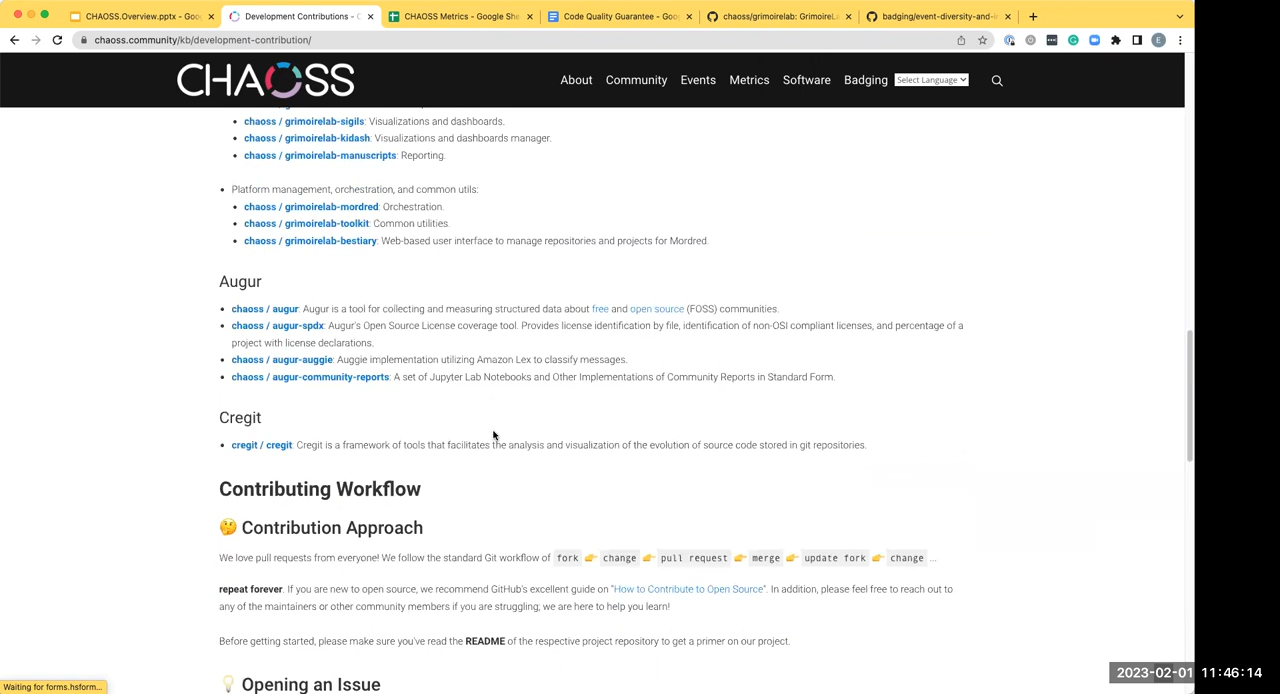 CHAOSS.Overview.pptx - Goo
Development Contributions - C
CHAOSS Metrics - Google She
Code Quality Guarantee - Goo
chaoss/grimoirelab: GrimoireL
badging/event-diversity-and-i
chaoss.community/kb/development-contribution/
E
CHAOSS
About Community Events Metrics Software Badging Select Language
chaoss / grimoirelab-sigils: Visualizations and dashboards.
chaoss / grimoirelab-kidash: Visualizations and dashboards manager.
chaoss / grimoirelab-manuscripts: Reporting.
Platform management, orchestration, and common utils:
chaoss / grimoirelab-mordred: Orchestration.
chaoss / grimoirelab-toolkit: Common utilities.
chaoss / grimoirelab-bestiary: Web-based user interface to manage repositories and projects for Mordred.
Augur
chaoss / augur: Augur is a tool for collecting and measuring structured data about free and open source (FOSS) communities.
chaoss / augur-spdx: Augur's Open Source License coverage tool. Provides license identification by file, identification of non-OSI compliant licenses, and percentage of a
project with license declarations.
chaoss / augur-auggie: Auggie implementation utilizing Amazon Lex to classify messages.
chaoss / augur-community-reports: A set of Jupyter Lab Notebooks and Other Implementations of Community Reports in Standard Form.
Cregit
cregit / cregit: Cregit is a framework of tools that facilitates the analysis and visualization of the evolution of source code stored in git repositories.
Contributing Workflow
🤔 Contribution Approach
We love pull requests from everyone! We follow the standard Git workflow of fork 👉 change 👉 pull request 👉 merge 👉 update fork 👉 change ...
repeat forever. If you are new to open source, we recommend GitHub's excellent guide on "How to Contribute to Open Source". In addition, please feel free to reach out to
any of the maintainers or other community members if you are struggling; we are here to help you learn!
Before getting started, please make sure you've read the README of the respective project repository to get a primer on our project.
💡 Opening an Issue
Waiting for forms.hsform...
2023-02-01 11:46:14